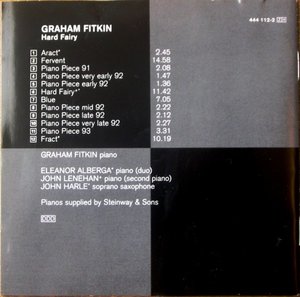 GRAHAM FITKIN
Hard Fairy
444 112-2
1 Aract* 2.45
2 Fervent 14.58
3 Piano Piece 91 2.08
4 Piano Piece very early 92 1.47
5 Piano Piece early 92 1.36
6 Hard Fairy+° 11.42
7 Blue 7.05
8 Piano Piece mid 92 2.22
9 Piano Piece late 92 2.12
10 Piano Piece very late 92 2.27
11 Piano Piece 93 3.31
12 Fract* 10.19
GRAHAM FITKIN piano
ELEANOR ALBERGA* piano (duo)
JOHN LENEHAN+ piano (second piano)
JOHN HARLE° soprano saxophone
Pianos supplied by Steinway & Sons